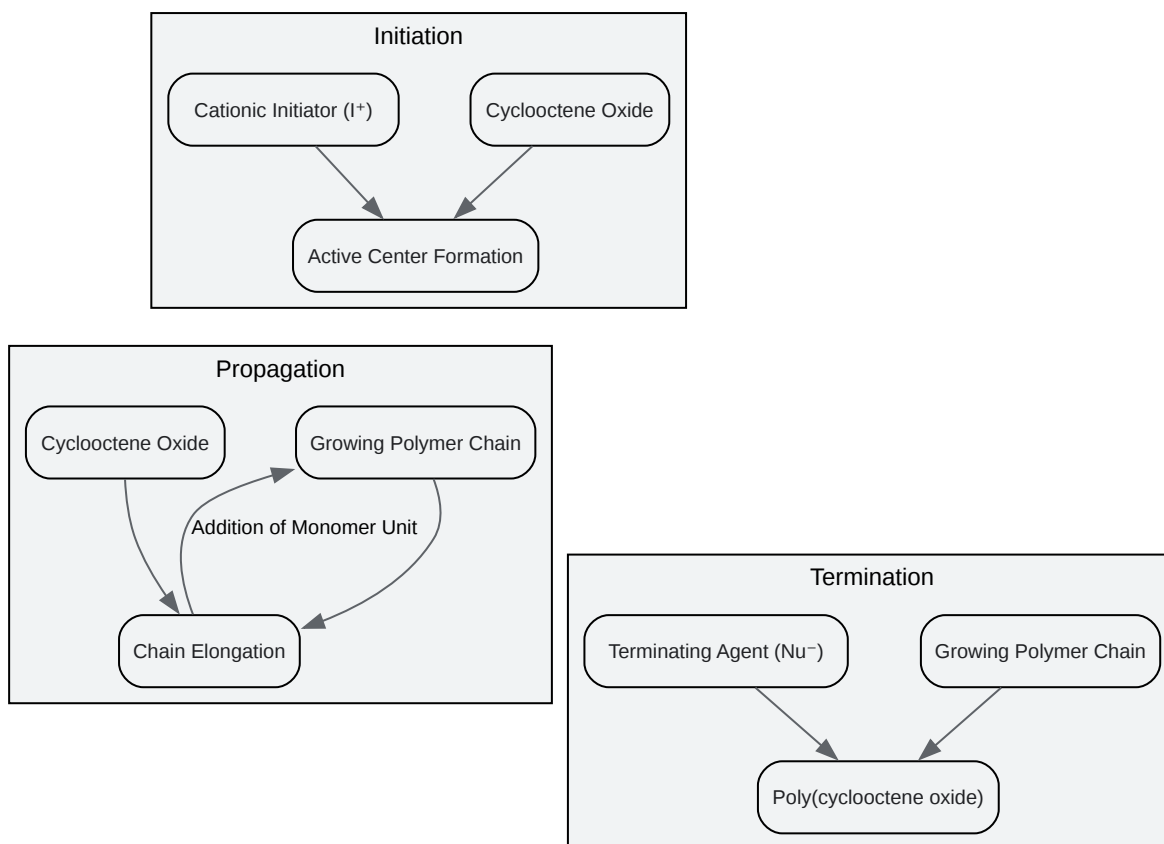 Initiation
Cationic Initiator (I⁺)
Cyclooctene Oxide
Active Center Formation
Propagation
Cyclooctene Oxide
Growing Polymer Chain
Addition of Monomer Unit
Chain Elongation
Termination
Terminating Agent (Nu⁻)
Growing Polymer Chain
Poly(cyclooctene oxide)